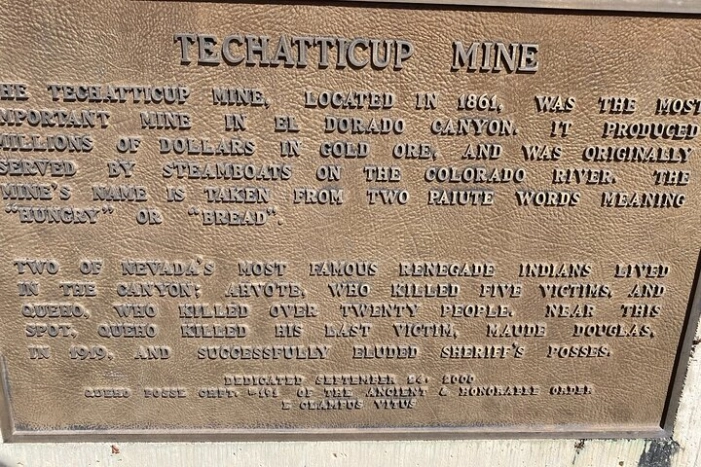 TECHATTICUP MINE
HE TECHATTICUP MINE, LOCATED IN 1861, WAS THE MOST
MPORTANT MINE IN EL DORADO CANYON. IT PRODUCED
MILLIONS OF DOLLARS IN GOLD ORE, AND WAS ORIGINALLY
SERVED BY STEAMBOATS ON THE COLORADO RIVER. THE
MINE'S NAME IS TAKEN FROM TWO PAIUTE WORDS MEANING
"HUNGRY" OR "BREAD".
TWO OF NEVADA'S MOST FAMOUS RENEGADE INDIANS LIVED
IN THE CANYON; AHVOTE, WHO KILLED FIVE VICTIMS, AND
QUEHO, WHO KILLED OVER TWENTY PEOPLE. NEAR THIS
SPOT, QUEHO KILLED HIS LAST VICTIM, MAUDE DOUGLAS,
IN 1919, AND SUCCESSFULLY ELUDED SHERIFF'S POSSES.
DEDICATED SEPTEMBER 2000
QUEHO POSSE CHPT. OF THE ANCIENT & HONORABLE ORDER
E CLAMPUS VITUS